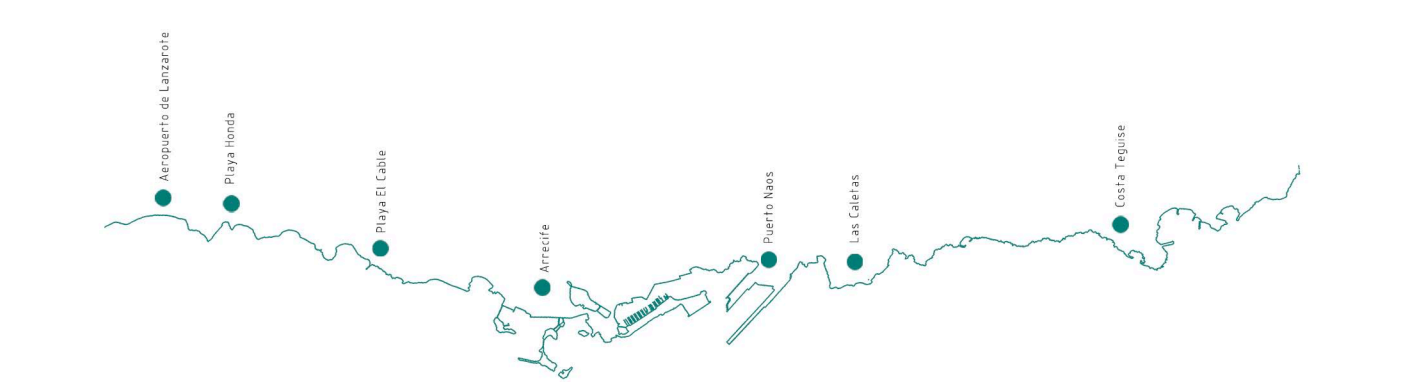 Aeropuerto de Lanzarote
Playa Honda
Playa El Cable
Arrecife
Puerto Naos
Las Caletas
Costa Teguise